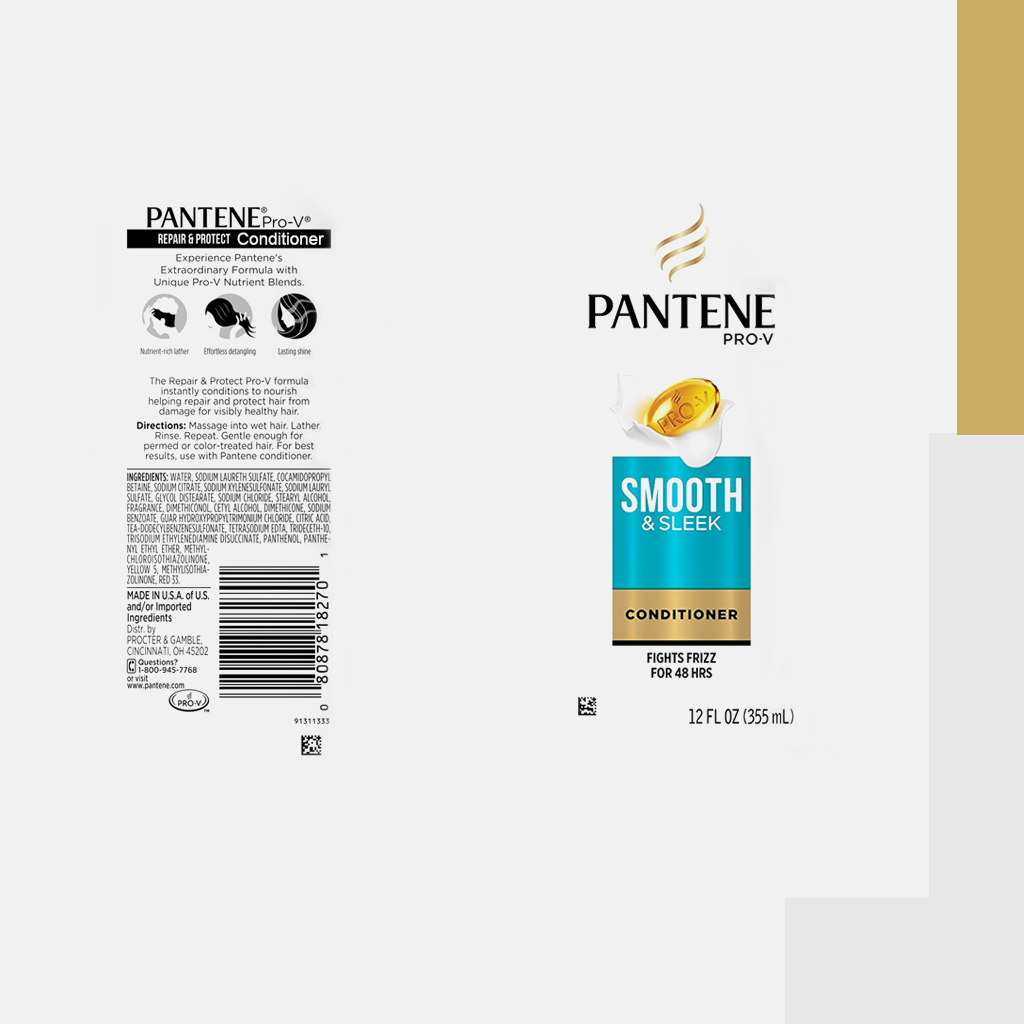 PANTENE® Pro-V®
REPAIR & PROTECT Conditioner
Experience Pantene's
Extraordinary Formula with
Unique Pro-V Nutrient Blends.
Nutrient-rich lather Effortless detangling Lasting shine
The Repair & Protect Pro-V formula
instantly conditions to nourish
helping repair and protect hair from
damage for visibly healthy hair.
Directions: Massage into wet hair. Lather.
Rinse. Repeat. Gentle enough for
permed or color-treated hair. For best
results, use with Pantene conditioner.
INGREDIENTS: WATER, SODIUM LAURETH SULFATE, COCAMIDOPROPYL
BETAINE, SODIUM CITRATE, SODIUM XYLENESULFONATE, SODIUM LAURYL
SULFATE, GLYCOL DISTEARATE, SODIUM CHLORIDE, STEARYL ALCOHOL,
FRAGRANCE, DIMETHICONOL, CETYL ALCOHOL, DIMETHICONE, SODIUM
BENZOATE, GUAR HYDROXYPROPYLTRIMONIUM CHLORIDE, CITRIC ACID,
TEA-DODECYLBENZENESULFONATE, TETRASODIUM EDTA, TRIDECETH-10,
TRISODIUM ETHYLENEDIAMINE DISUCCINATE, PANTHENOL, PANTHE-
NYL ETHYL ETHER, METHYL-
CHLOROISOTHIAZOLINONE,
YELLOW 5, METHYLISOTHIA-
ZOLINONE, RED 33.
MADE IN U.S.A. of U.S.
and/or Imported
Ingredients
Distr. by
PROCTER & GAMBLE,
CINCINNATI, OH 45202
Questions?
1-800-945-7768
or visit
www.pantene.com
PRO-V™
0 80878 18270 1
91311333
PANTENE
PRO-V
PRO-V
SMOOTH
& SLEEK
CONDITIONER
FIGHTS FRIZZ
FOR 48 HRS
12 FL OZ (355 mL)